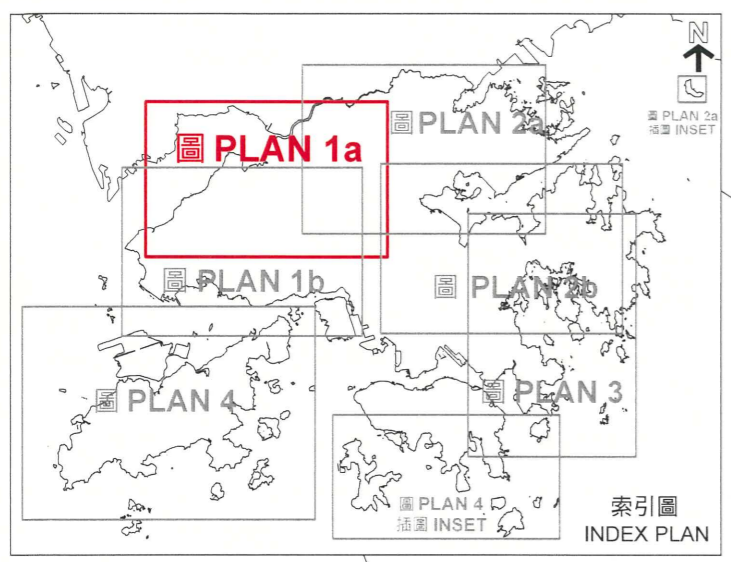 N
圖 PLAN 2a
插圖 INSET
圖 PLAN 2a
圖 PLAN 1a
圖 PLAN 1b
圖 PLAN 2b
圖 PLAN 4
圖 PLAN 3
圖 PLAN 4
插圖 INSET
索引圖
INDEX PLAN